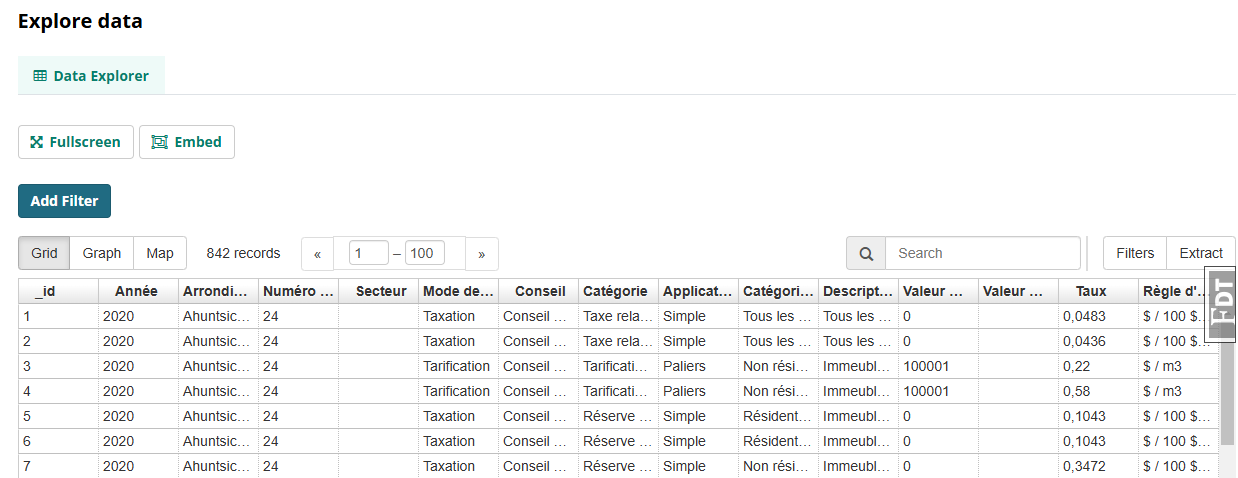 Explore data
Data Explorer
Fullscreen Embed
Add Filter
Grid Graph Map 842 records « 1 – 100 » Search Filters Extract
_id Année Arrondi... Numéro ... Secteur Mode de... Conseil Catégorie Applicat... Catégori... Descript... Valeur ... Valeur ... Taux Règle d'...
1 2020 Ahuntsic... 24 Taxation Conseil ... Taxe rela... Simple Tous les ... Tous les ... 0 0,0483 $ / 100 $...
2 2020 Ahuntsic... 24 Taxation Conseil ... Taxe rela... Simple Tous les ... Tous les ... 0 0,0436 $ / 100 $...
3 2020 Ahuntsic... 24 Tarification Conseil ... Tarificati... Paliers Non rési... Immeubl... 100001 0,22 $ / m3
4 2020 Ahuntsic... 24 Tarification Conseil ... Tarificati... Paliers Non rési... Immeubl... 100001 0,58 $ / m3
5 2020 Ahuntsic... 24 Taxation Conseil ... Réserve ... Simple Résident... Immeubl... 0 0,1043 $ / 100 $...
6 2020 Ahuntsic... 24 Taxation Conseil ... Réserve ... Simple Résident... Immeubl... 0 0,1043 $ / 100 $...
7 2020 Ahuntsic... 24 Taxation Conseil ... Réserve ... Simple Non rési... Immeubl... 0 0,3472 $ / 100 $...
FDT